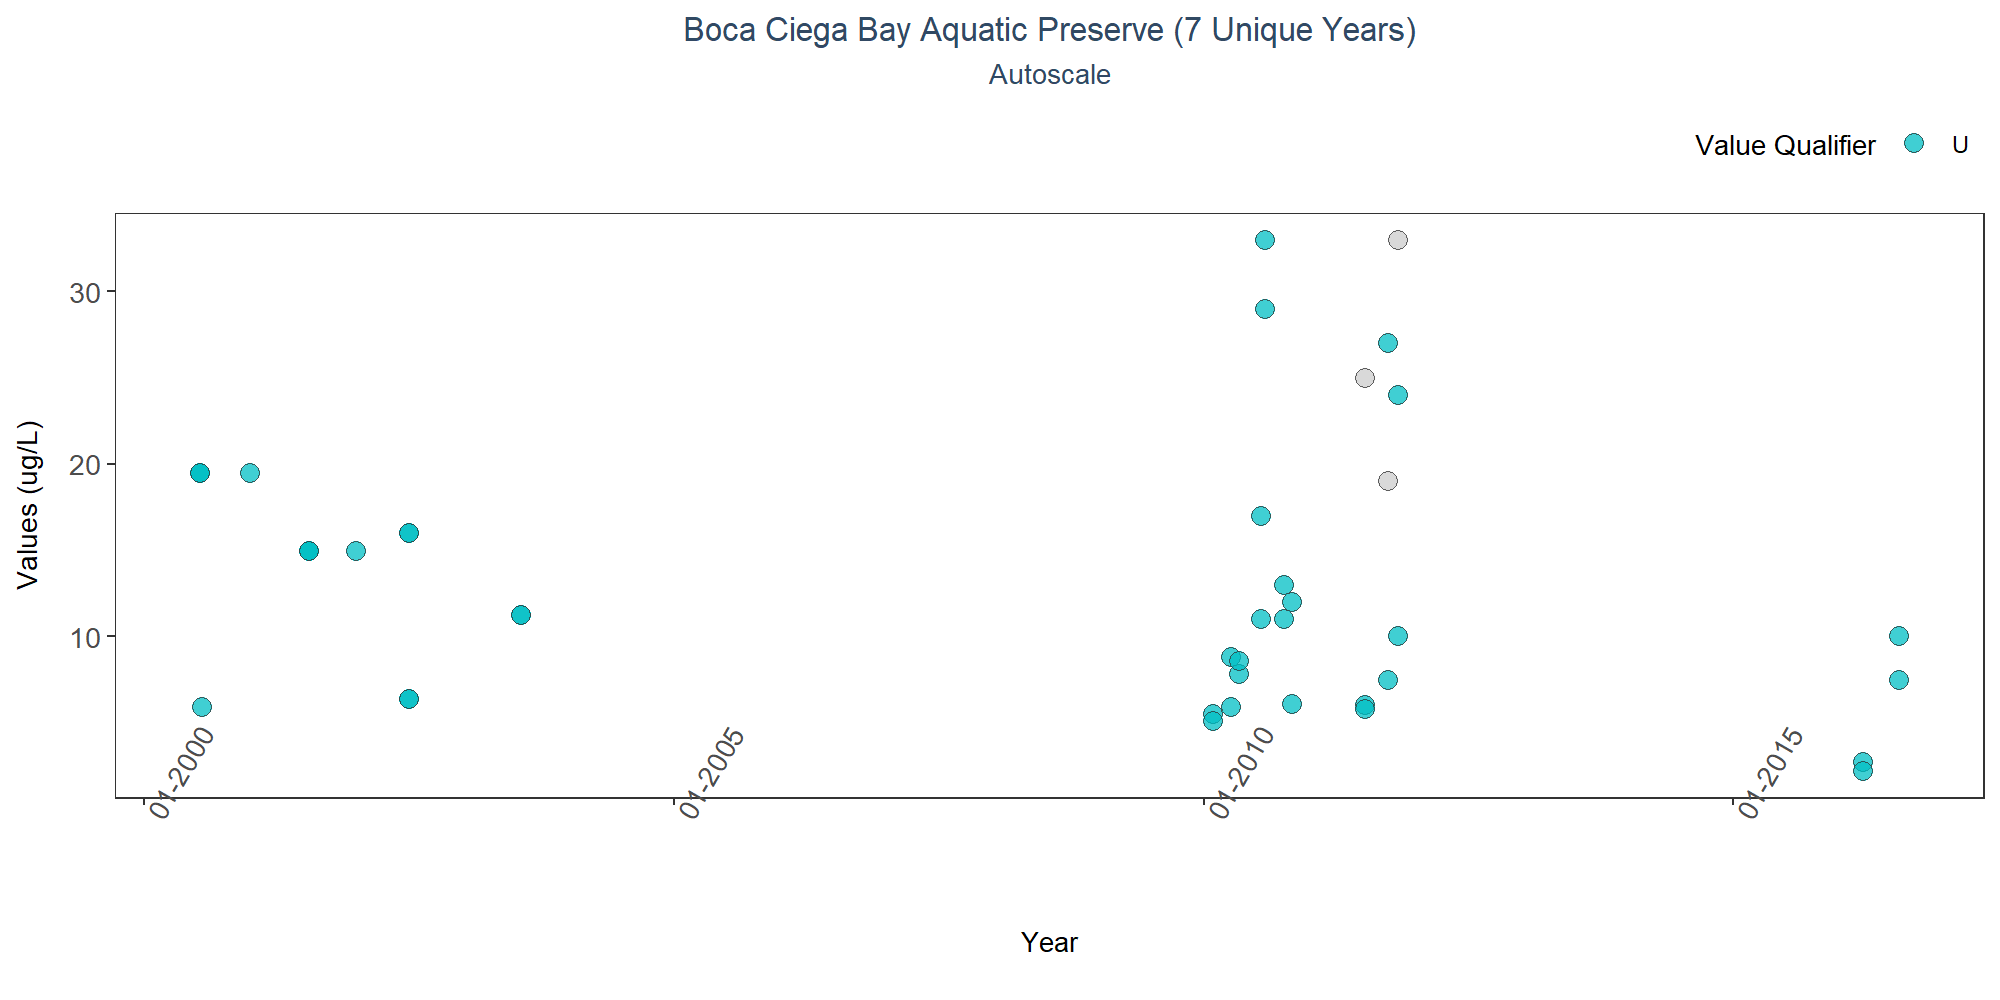 Boca Ciega Bay Aquatic Preserve (7 Unique Years)
Autoscale
Value Qualifier U
30
20
10
Values (ug/L)
01-2000 01-2005 01-2010 01-2015
Year